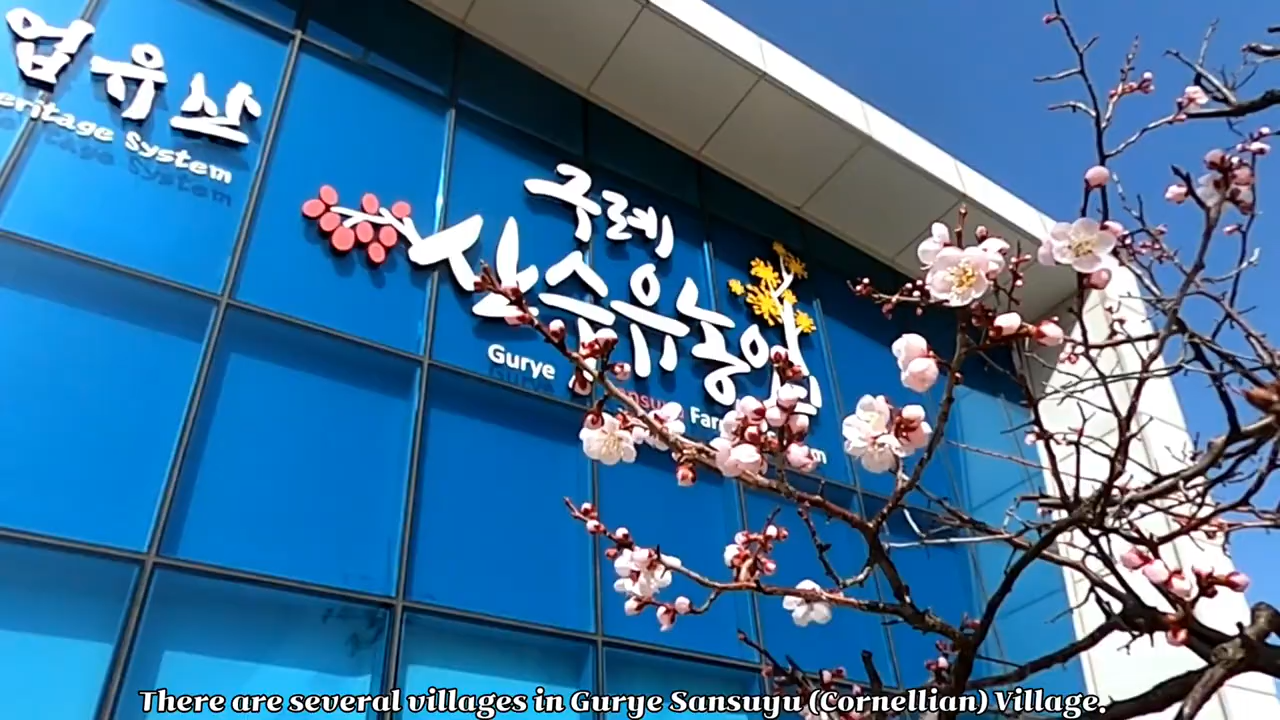 업유산
eritage System
구례
산수유농업
Gurye
There are several villages in Gurye Sansuyu (Cornellian) Village.